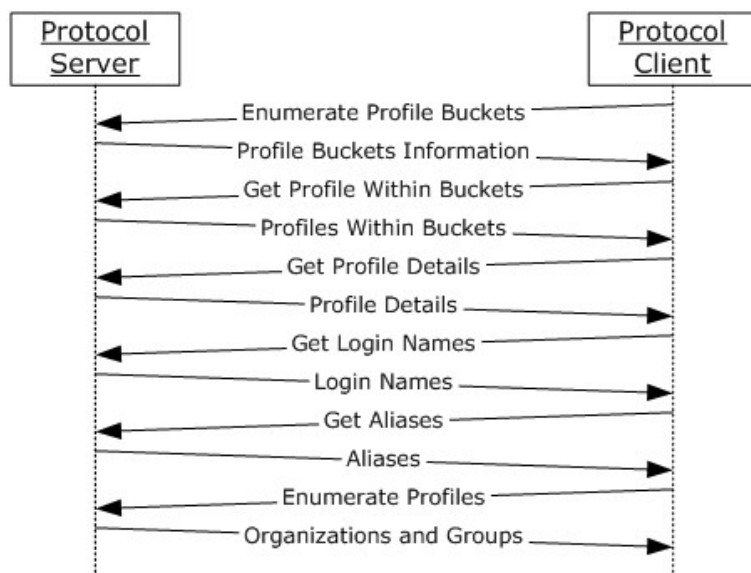 Protocol
Server
Protocol
Client
Enumerate Profile Buckets
Profile Buckets Information
Get Profile Within Buckets
Profiles Within Buckets
Get Profile Details
Profile Details
Get Login Names
Login Names
Get Aliases
Aliases
Enumerate Profiles
Organizations and Groups